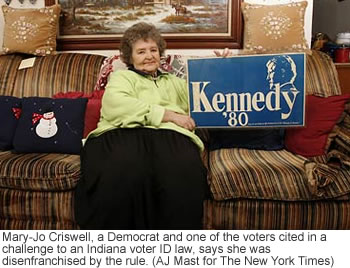 Kennedy
'80
Mary-Jo Criswell, a Democrat and one of the voters cited in a
challenge to an Indiana voter ID law, says she was
disenfranchised by the rule. (AJ Mast for The New York Times)